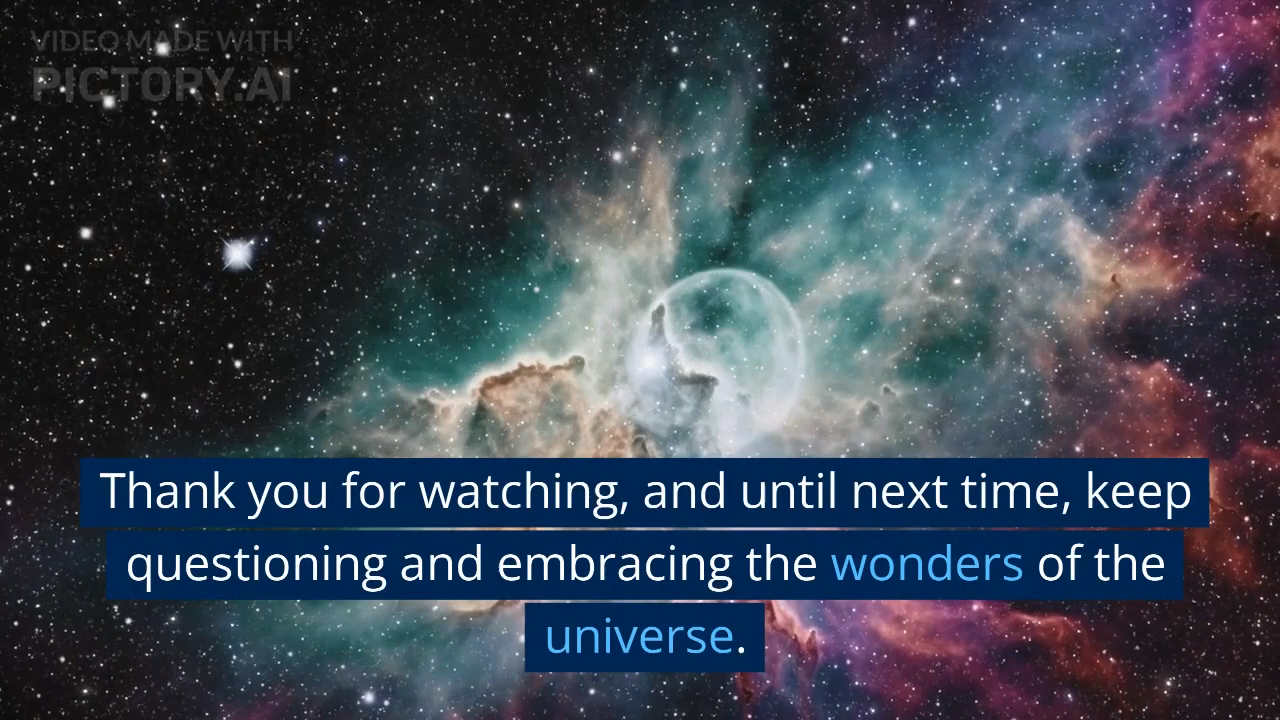 VIDEO MADE WITH
PICTORY.AI
Thank you for watching, and until next time, keep
questioning and embracing the wonders of the
universe.